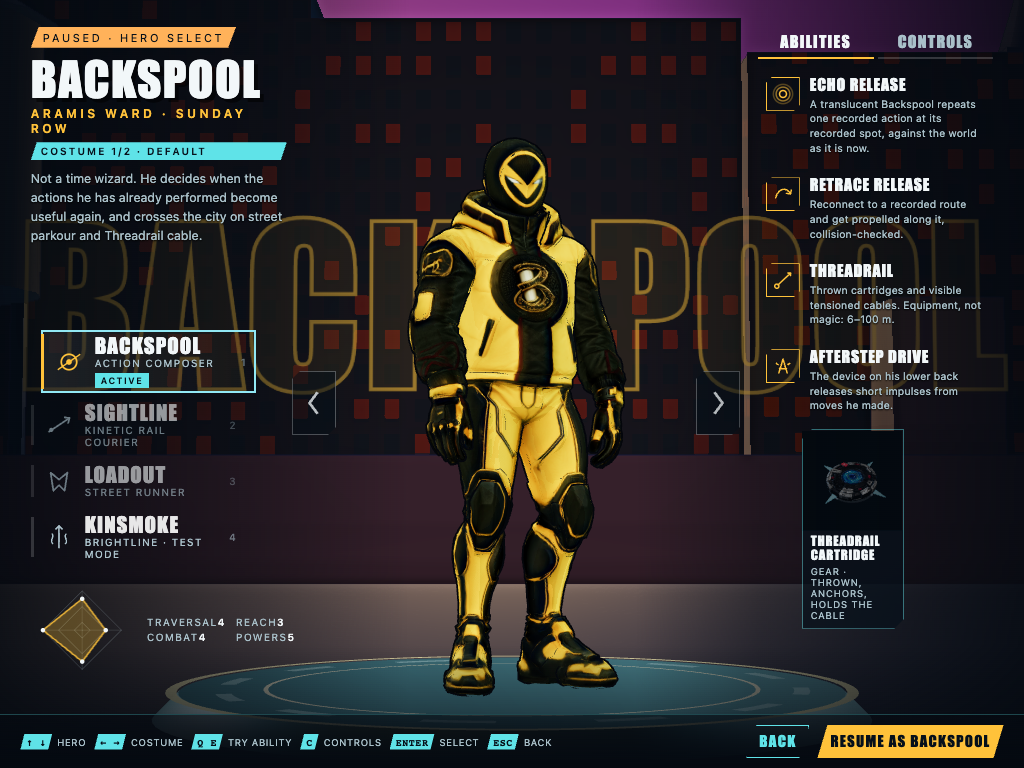 PAUSED · HERO SELECT
BACKSPOOL
ARAMIS WARD · SUNDAY
ROW
COSTUME 1/2 · DEFAULT
Not a time wizard. He decides when the
actions he has already performed become
useful again, and crosses the city on street
parkour and Threadrail cable.
BACKSPOOL
BACKSPOOL
ACTION COMPOSER
1
ACTIVE
SIGHTLINE
KINETIC RAIL
COURIER
2
LOADOUT
STREET RUNNER
3
KINSMOKE
BRIGHTLINE · TEST
MODE
4
TRAVERSAL4 REACH3
COMBAT4 POWERS5
ABILITIES CONTROLS
ECHO RELEASE
A translucent Backspool repeats
one recorded action at its
recorded spot, against the world
as it is now.
RETRACE RELEASE
Reconnect to a recorded route
and get propelled along it,
collision-checked.
THREADRAIL
Thrown cartridges and visible
tensioned cables. Equipment, not
magic: 6–100 m.
AFTERSTEP DRIVE
The device on his lower back
releases short impulses from
moves he made.
THREADRAIL
CARTRIDGE
GEAR ·
THROWN,
ANCHORS,
HOLDS THE
CABLE
↑ ↓ HERO ← → COSTUME Q E TRY ABILITY C CONTROLS ENTER SELECT ESC BACK
BACK
RESUME AS BACKSPOOL